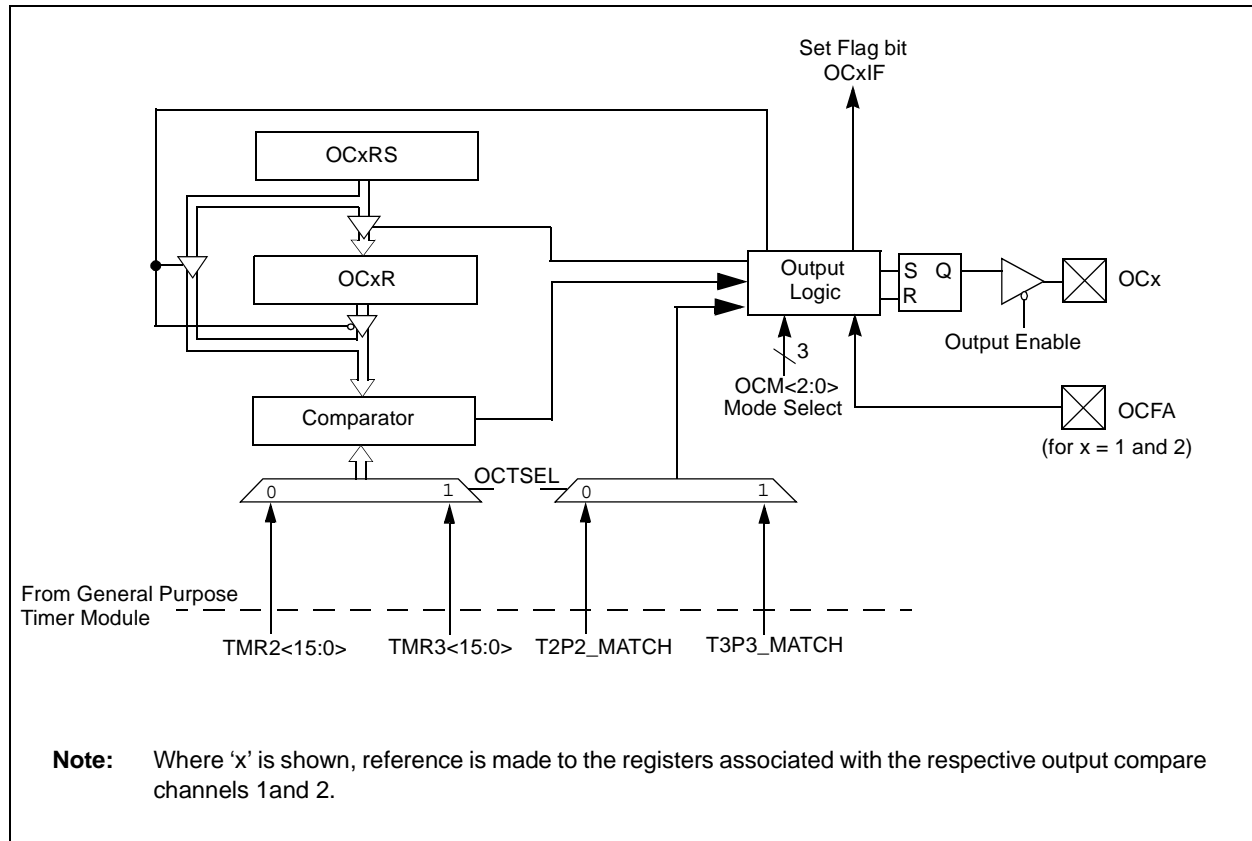 Set Flag bit
OCxIF
OCxRS
OCxR
Output
Logic
S Q
R
OCx
Output Enable
3
OCM<2:0>
Mode Select
OCFA
(for x = 1 and 2)
Comparator
OCTSEL
0 1
0 1
From General Purpose
Timer Module
TMR2<15:0> TMR3<15:0> T2P2_MATCH T3P3_MATCH
Note: Where ‘x’ is shown, reference is made to the registers associated with the respective output compare
channels 1and 2.